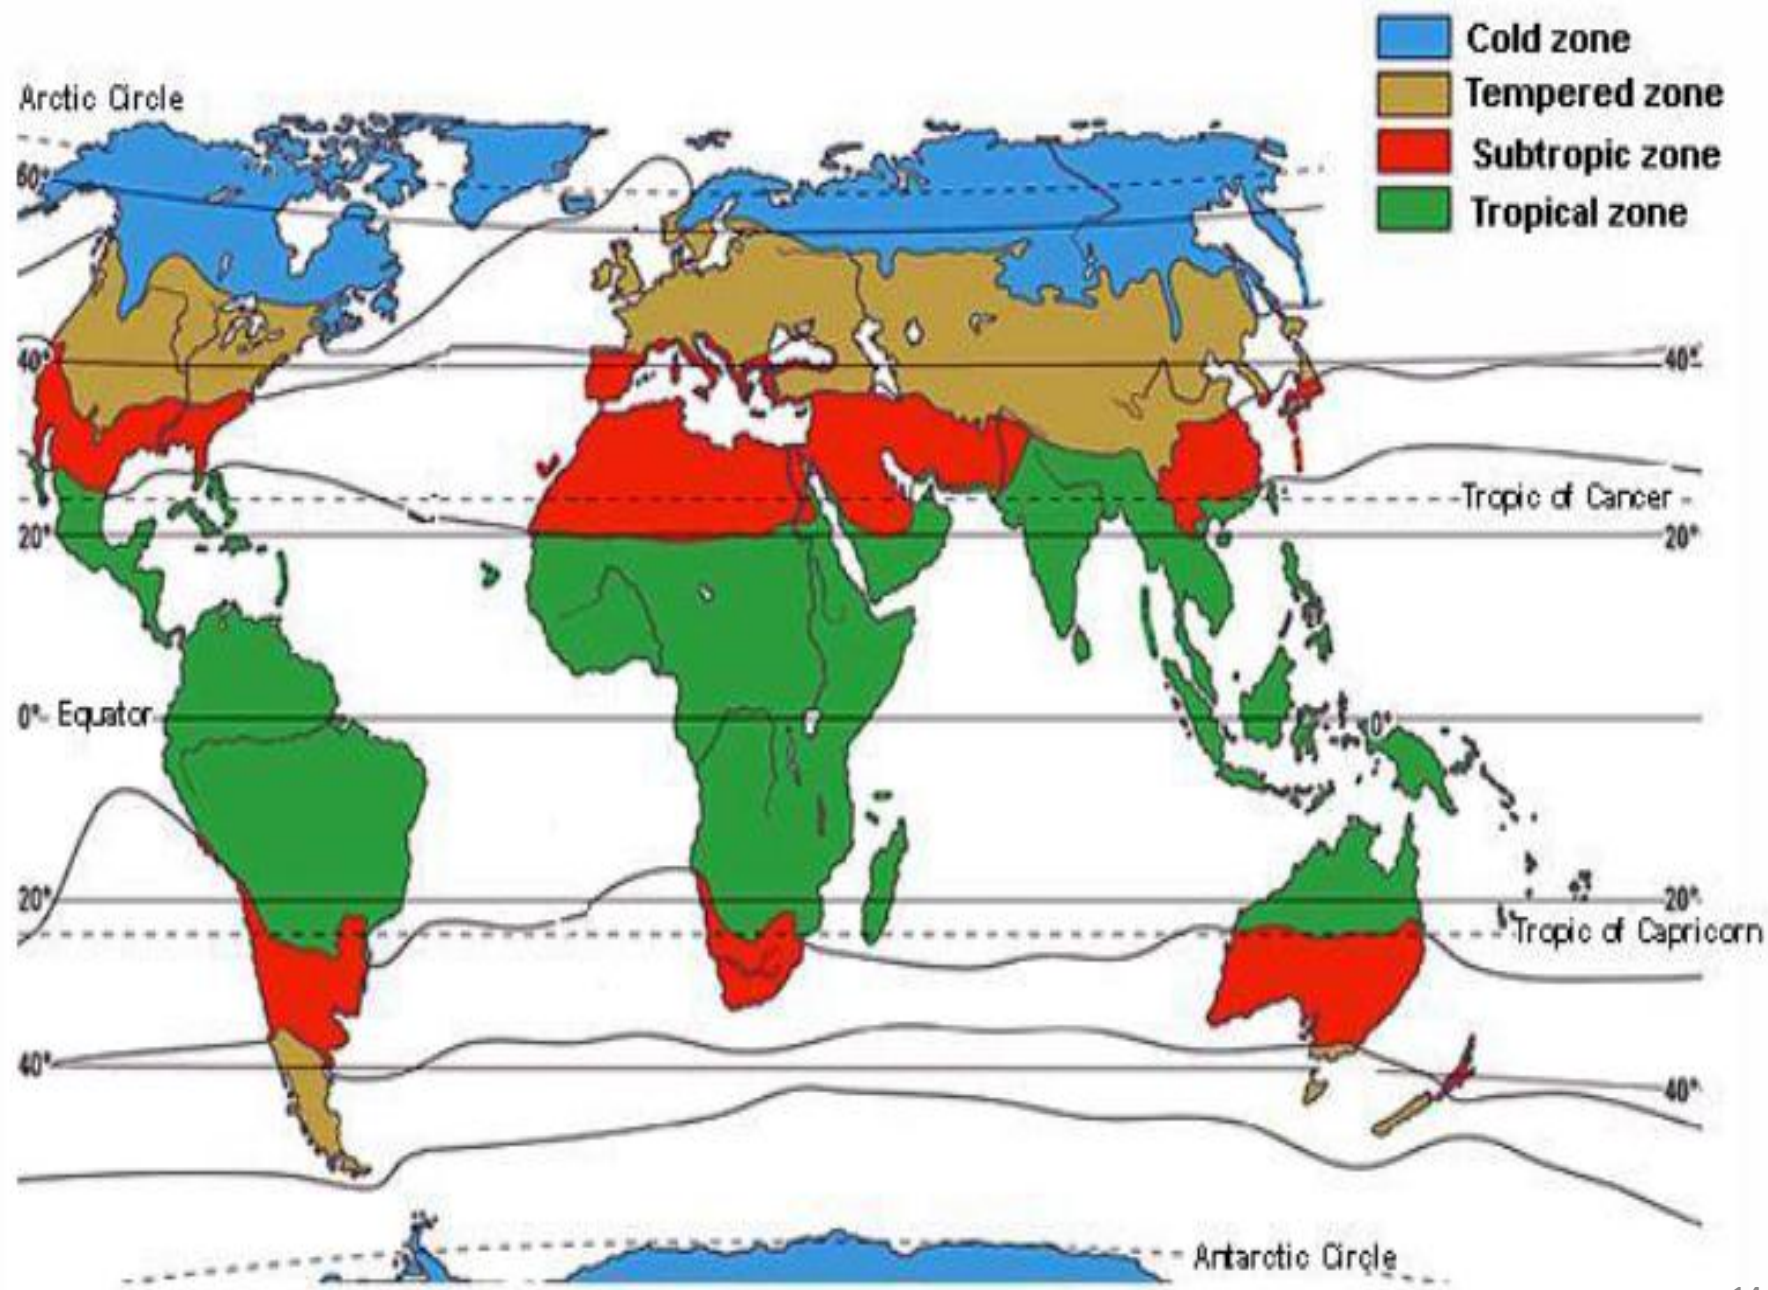 Cold zone
Tempered zone
Subtropic zone
Tropical zone
Arctic Circle
60°
40°
40°
Tropic of Cancer
20°
20°
0° Equator
0°
20°
20°
Tropic of Capricorn
40°
40°
Antarctic Circle